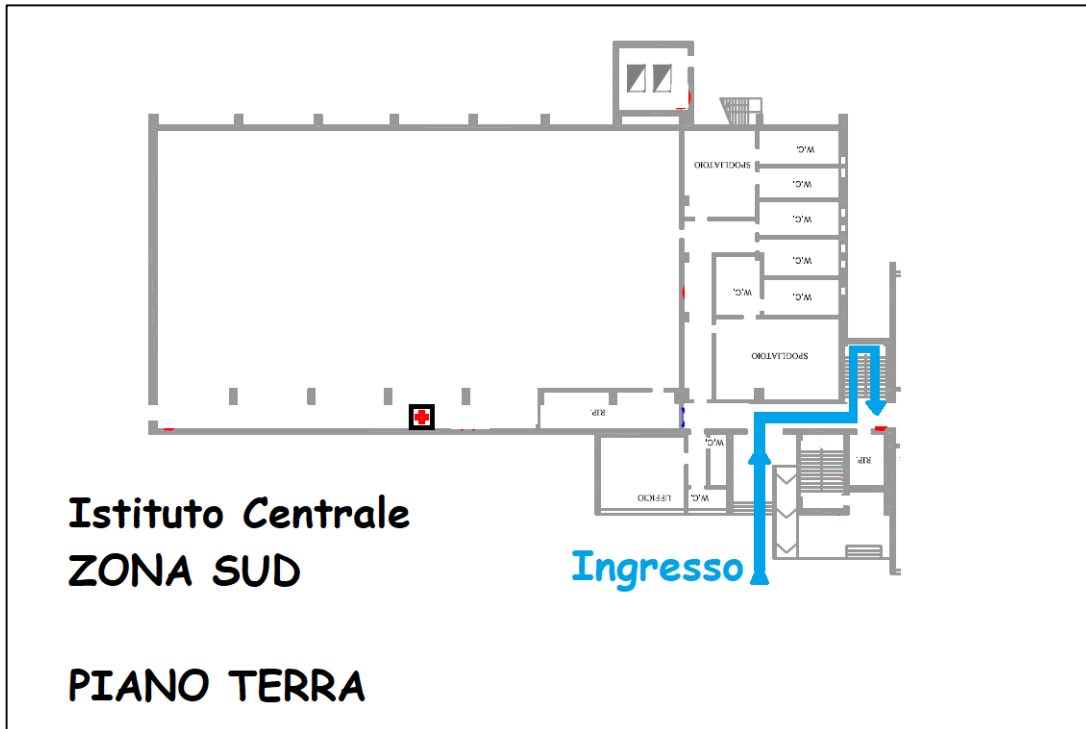 W.C.
SPOGLIATOIO
W.C.
W.C.
W.C.
W.C.
W.C.
SPOGLIATOIO
RIP.
W.C.
RIP.
UFFICIO
W.C.
Istituto Centrale
ZONA SUD
Ingresso
PIANO TERRA